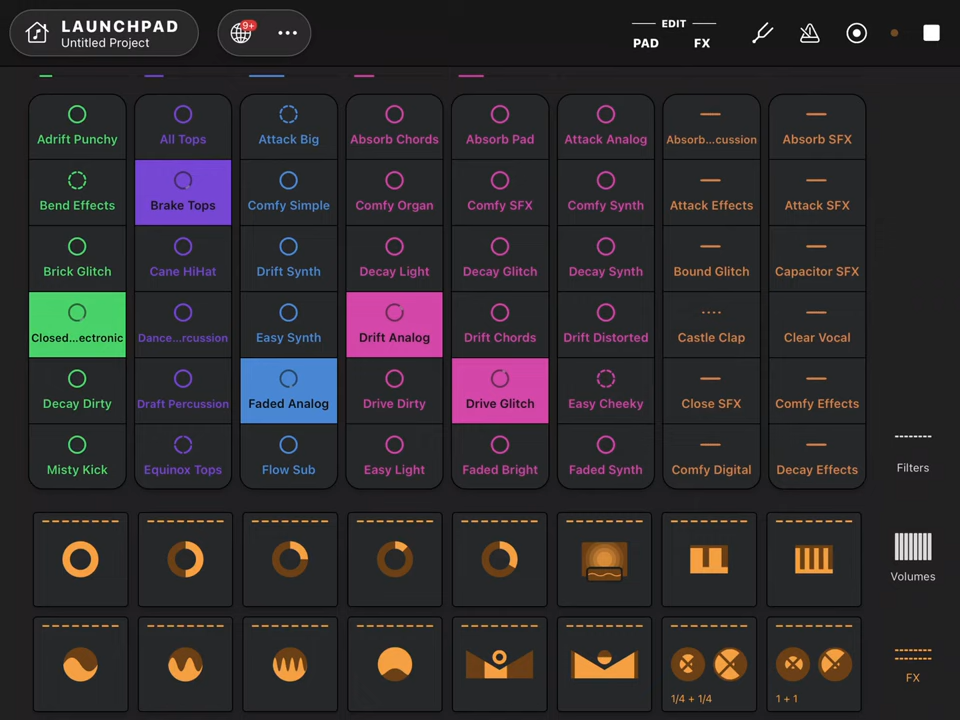 LAUNCHPAD
Untitled Project
9+
EDIT
PAD FX
Adrift Punchy All Tops Attack Big Absorb Chords Absorb Pad Attack Analog Absorb...cussion Absorb SFX
Bend Effects Brake Tops Comfy Simple Comfy Organ Comfy SFX Comfy Synth Attack Effects Attack SFX
Brick Glitch Cane HiHat Drift Synth Decay Light Decay Glitch Decay Synth Bound Glitch Capacitor SFX
Closed...ectronic Dance...rcussion Easy Synth Drift Analog Drift Chords Drift Distorted Castle Clap Clear Vocal
Decay Dirty Draft Percussion Faded Analog Drive Dirty Drive Glitch Easy Cheeky Close SFX Comfy Effects
Misty Kick Equinox Tops Flow Sub Easy Light Faded Bright Faded Synth Comfy Digital Decay Effects
Filters
Volumes
FX
1/4 + 1/4 1 + 1